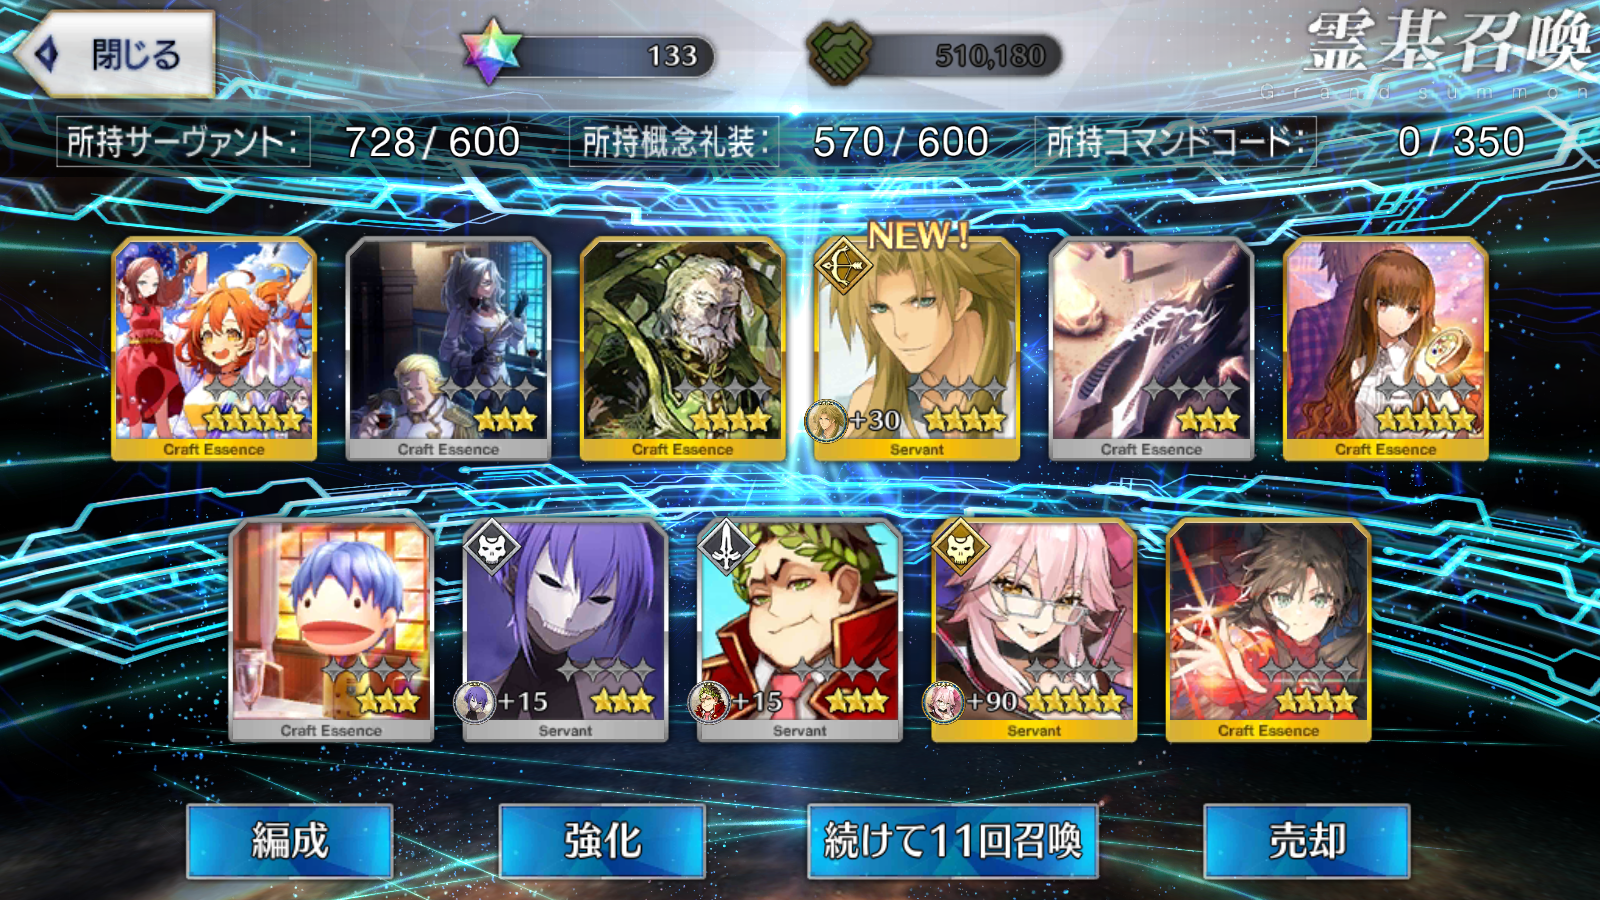 閉じる
133
510,180
霊基召喚
Grand summon
所持サーヴァント: 728 / 600
所持概念礼装: 570 / 600
所持コマンドコード: 0 / 350
NEW!
+30
Craft Essence
Craft Essence
Craft Essence
Servant
Craft Essence
Craft Essence
+15
+15
+90
Craft Essence
Servant
Servant
Servant
Craft Essence
編成
強化
続けて11回召喚
売却